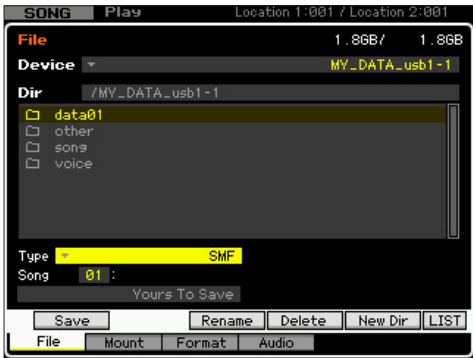 SONG Play Location 1:001 / Location 2:001
File 1.8GB/ 1.8GB
Device MY_DATA_usb1-1
Dir /MY_DATA_usb1-1
data01
other
song
voice
Type SMF
Song 01 :
Yours To Save
Save Rename Delete New Dir LIST
File Mount Format Audio